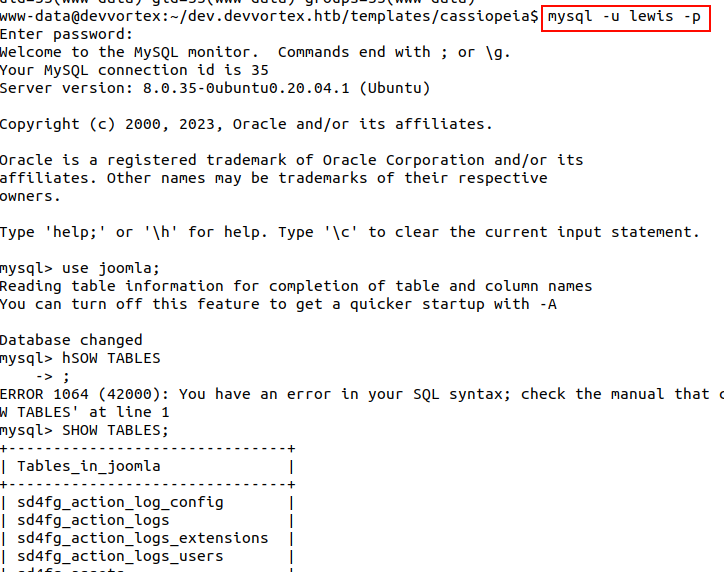 www-data@devvortex:~/dev.devvortex.htb/templates/cassiopeia$ mysql -u lewis -p
Enter password:
Welcome to the MySQL monitor.  Commands end with ; or \g.
Your MySQL connection id is 35
Server version: 8.0.35-0ubuntu0.20.04.1 (Ubuntu)
Copyright (c) 2000, 2023, Oracle and/or its affiliates.
Oracle is a registered trademark of Oracle Corporation and/or its
affiliates. Other names may be trademarks of their respective
owners.
Type 'help;' or '\h' for help. Type '\c' to clear the current input statement.
mysql> use joomla;
Reading table information for completion of table and column names
You can turn off this feature to get a quicker startup with -A
Database changed
mysql> hSOW TABLES
    -> ;
ERROR 1064 (42000): You have an error in your SQL syntax; check the manual that
W TABLES' at line 1
mysql> SHOW TABLES;
+-------------------------------+
| Tables_in_joomla              |
+-------------------------------+
| sd4fg_action_log_config       |
| sd4fg_action_logs             |
| sd4fg_action_logs_extensions  |
| sd4fg_action_logs_users       |